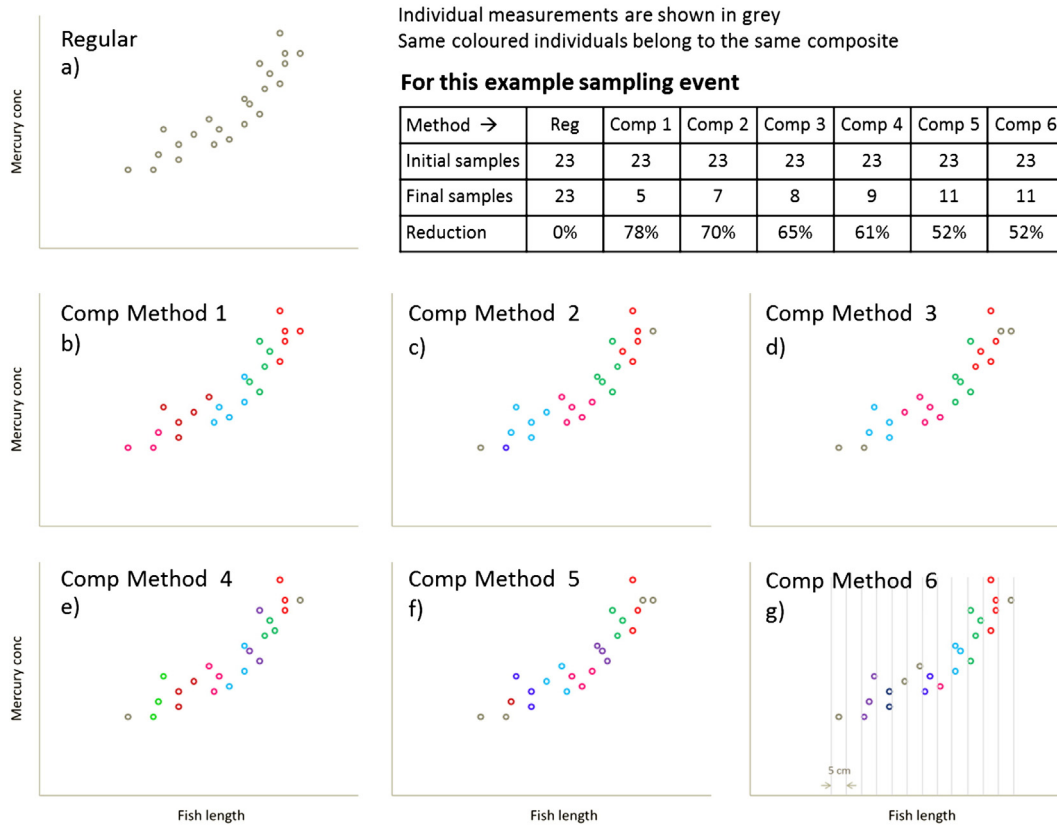 Regular
a)
Mercury conc
Individual measurements are shown in grey
Same coloured individuals belong to the same composite
For this example sampling event
Method → Reg Comp 1 Comp 2 Comp 3 Comp 4 Comp 5 Comp 6
Initial samples 23 23 23 23 23 23 23
Final samples 23 5 7 8 9 11 11
Reduction 0% 78% 70% 65% 61% 52% 52%
Comp Method 1
b)
Mercury conc
Comp Method 2
c)
Comp Method 3
d)
Comp Method 4
e)
Mercury conc
Fish length
Comp Method 5
f)
Fish length
Comp Method 6
g)
5 cm
Fish length